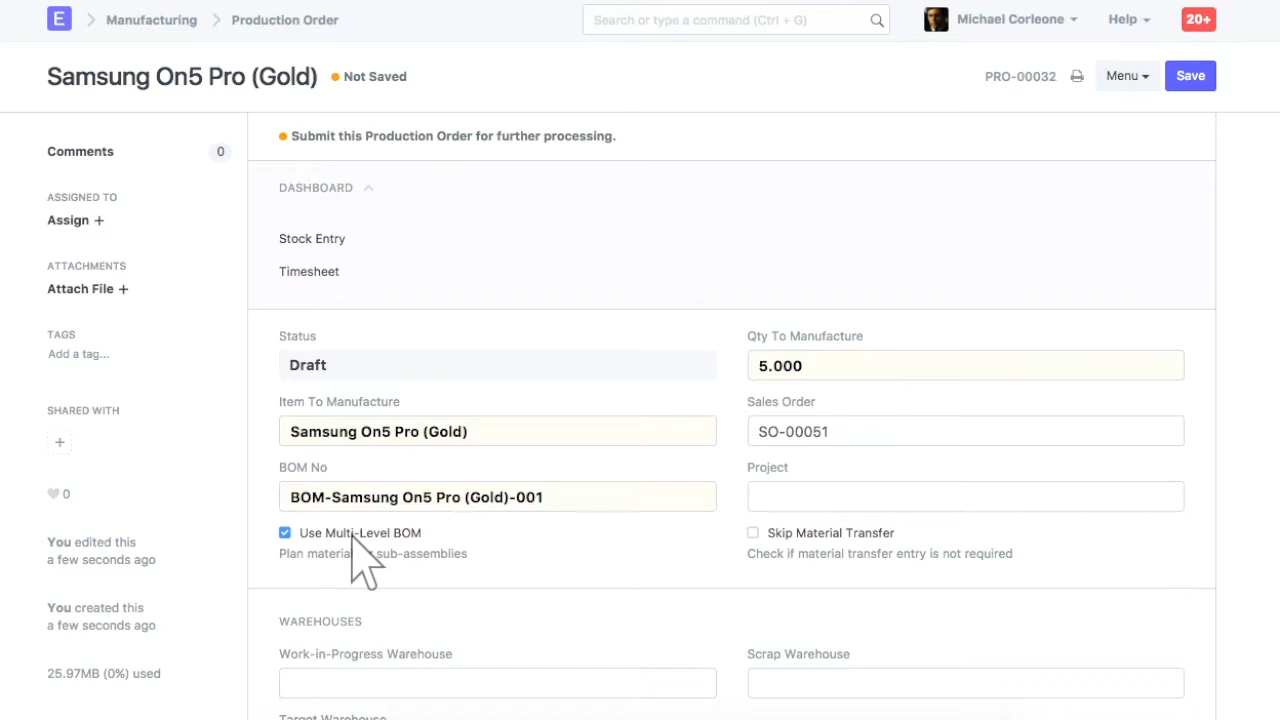 E
Manufacturing
Production Order
Search or type a command (Ctrl + G)
Michael Corleone
Help
20+
Samsung On5 Pro (Gold)
Not Saved
PRO-00032
Menu
Save
Comments
0
ASSIGNED TO
Assign +
ATTACHMENTS
Attach File +
TAGS
Add a tag...
SHARED WITH
+
0
You edited this
a few seconds ago
You created this
a few seconds ago
25.97MB (0%) used
Submit this Production Order for further processing.
DASHBOARD
Stock Entry
Timesheet
Status
Draft
Item To Manufacture
Samsung On5 Pro (Gold)
BOM No
BOM-Samsung On5 Pro (Gold)-001
Use Multi-Level BOM
Plan material sub-assemblies
Qty To Manufacture
5.000
Sales Order
SO-00051
Project
Skip Material Transfer
Check if material transfer entry is not required
WAREHOUSES
Work-in-Progress Warehouse
Scrap Warehouse
Target Warehouse